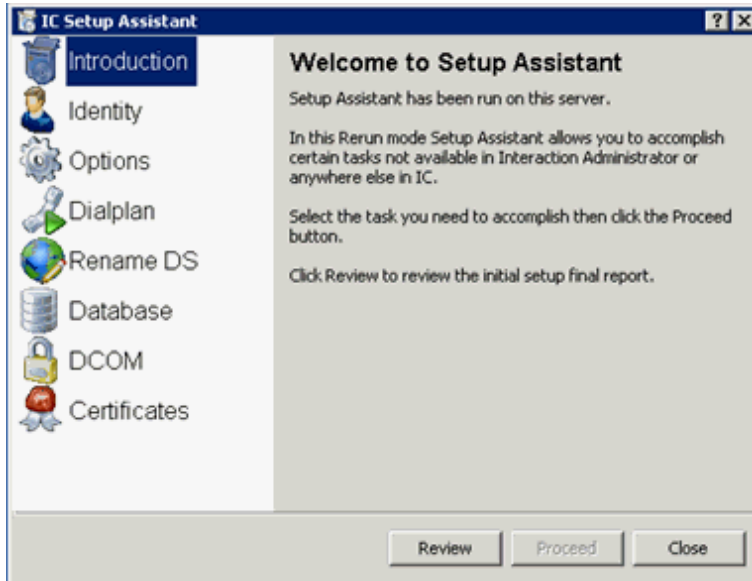 IC Setup Assistant
Introduction
Identity
Options
Dialplan
Rename DS
Database
DCOM
Certificates
Welcome to Setup Assistant
Setup Assistant has been run on this server.
In this Rerun mode Setup Assistant allows you to accomplish
certain tasks not available in Interaction Administrator or
anywhere else in IC.
Select the task you need to accomplish then click the Proceed
button.
Click Review to review the initial setup final report.
Review Proceed Close